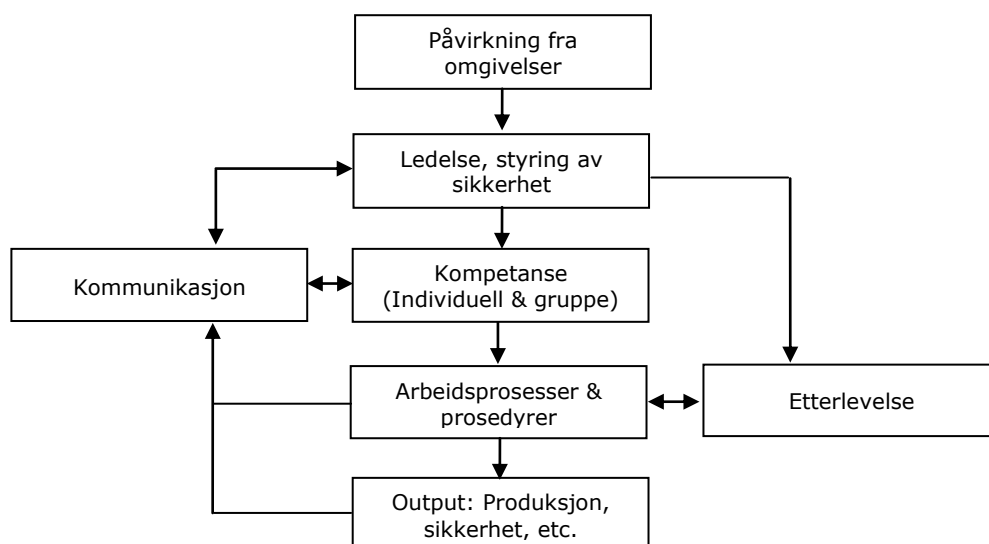 Påvirkning fra
omgivelser
Ledelse, styring av
sikkerhet
Kommunikasjon
Kompetanse
(Individuell & gruppe)
Arbeidsprosesser &
prosedyrer
Etterlevelse
Output: Produksjon,
sikkerhet, etc.